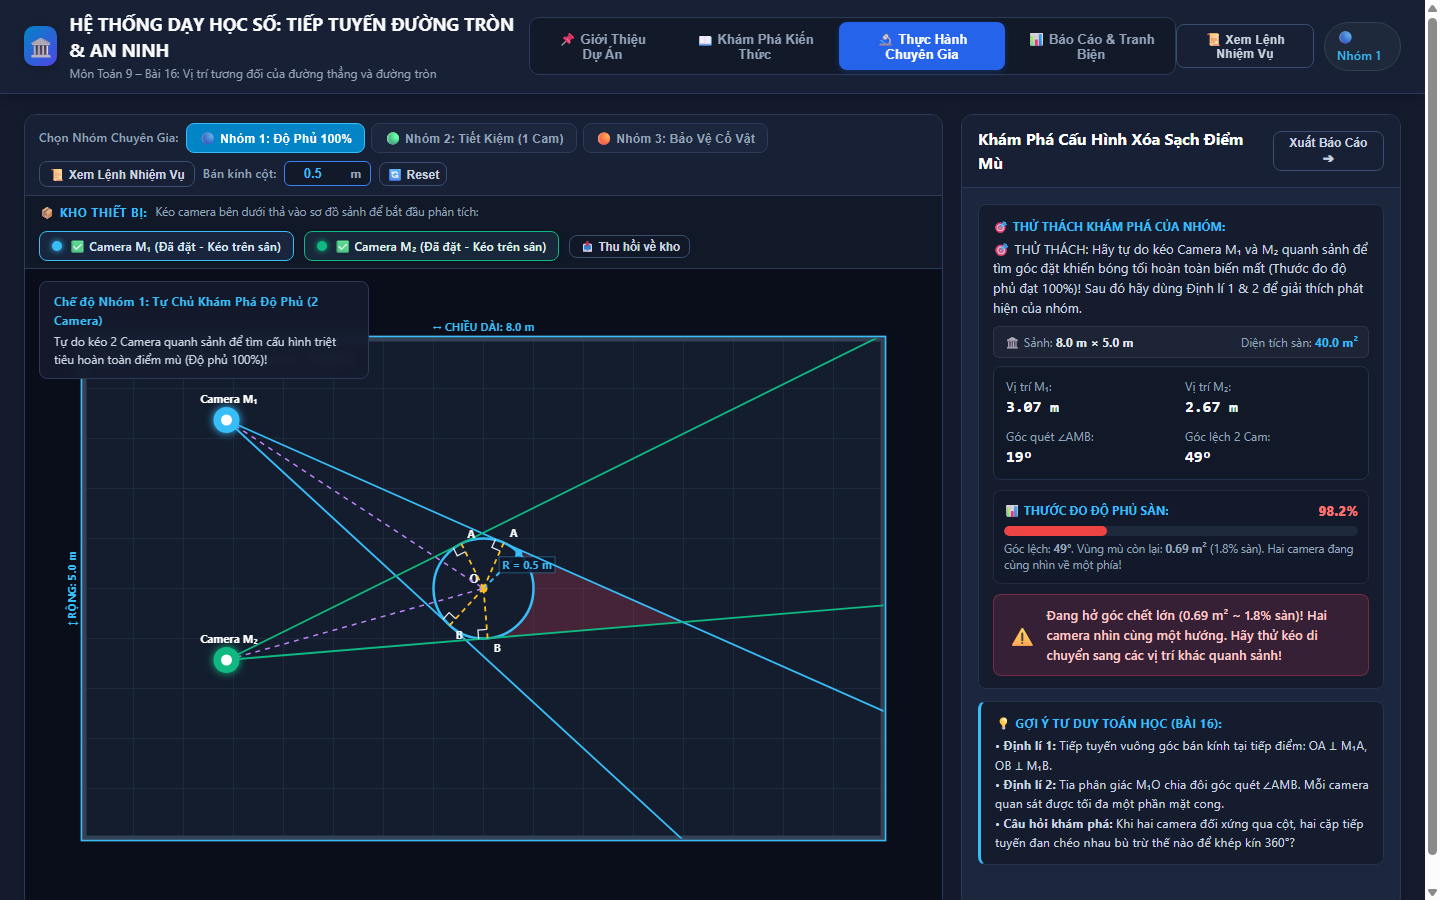 HỆ THỐNG DẠY HỌC SỐ: TIẾP TUYẾN ĐƯỜNG TRÒN
& AN NINH
Môn Toán 9 – Bài 16: Vị trí tương đối của đường thẳng và đường tròn
📌 Giới Thiệu
Dự Án
📖 Khám Phá Kiến
Thức
🔬 Thực Hành
Chuyên Gia
📊 Báo Cáo & Tranh
Biện
📜 Xem Lệnh
Nhiệm Vụ
🔵
Nhóm 1
Chọn Nhóm Chuyên Gia:
🔵 Nhóm 1: Độ Phủ 100%
🟢 Nhóm 2: Tiết Kiệm (1 Cam)
🟠 Nhóm 3: Bảo Vệ Cổ Vật
📜 Xem Lệnh Nhiệm Vụ
Bán kính cột:
0.5 m
🔄 Reset
📦 KHO THIẾT BỊ: Kéo camera bên dưới thả vào sơ đồ sảnh để bắt đầu phân tích:
✅ Camera M₁ (Đã đặt - Kéo trên sân)
✅ Camera M₂ (Đã đặt - Kéo trên sân)
📥 Thu hồi về kho
Chế độ Nhóm 1: Tự Chủ Khám Phá Độ Phủ (2
Camera)
Tự do kéo 2 Camera quanh sảnh để tìm cấu hình triệt
tiêu hoàn toàn điểm mù (Độ phủ 100%)!
↔ CHIỀU DÀI: 8.0 m
↕ RỘNG: 5.0 m
Camera M₁
Camera M₂
A
A
O
R = 0.5 m
B
B
Khám Phá Cấu Hình Xóa Sạch Điểm
Mù
Xuất Báo Cáo
➔
🎯 THỬ THÁCH KHÁM PHÁ CỦA NHÓM:
🎯 THỬ THÁCH: Hãy tự do kéo Camera M₁ và M₂ quanh sảnh để
tìm góc đặt khiến bóng tối hoàn toàn biến mất (Thước đo độ
phủ đạt 100%)! Sau đó hãy dùng Định lí 1 & 2 để giải thích phát
hiện của nhóm.
🏛️ Sảnh: 8.0 m × 5.0 m
Diện tích sàn: 40.0 m²
Vị trí M₁:
3.07 m
Vị trí M₂:
2.67 m
Góc quét ∠AMB:
19º
Góc lệch 2 Cam:
49º
📊 THƯỚC ĐO ĐỘ PHỦ SÀN:
98.2%
Góc lệch: 49°. Vùng mù còn lại: 0.69 m² (1.8% sàn). Hai camera đang
cùng nhìn về một phía!
⚠️ Đang hở góc chết lớn (0.69 m² ~ 1.8% sàn)! Hai
camera nhìn cùng một hướng. Hãy thử kéo di
chuyển sang các vị trí khác quanh sảnh!
💡 GỢI Ý TƯ DUY TOÁN HỌC (BÀI 16):
• Định lí 1: Tiếp tuyến vuông góc bán kính tại tiếp điểm: OA ⊥ M₁A,
OB ⊥ M₁B.
• Định lí 2: Tia phân giác M₁O chia đôi góc quét ∠AMB. Mỗi camera
quan sát được tối đa một phần mặt cong.
• Câu hỏi khám phá: Khi hai camera đối xứng qua cột, hai cặp tiếp
tuyến đan chéo nhau bù trừ thế nào để khép kín 360°?